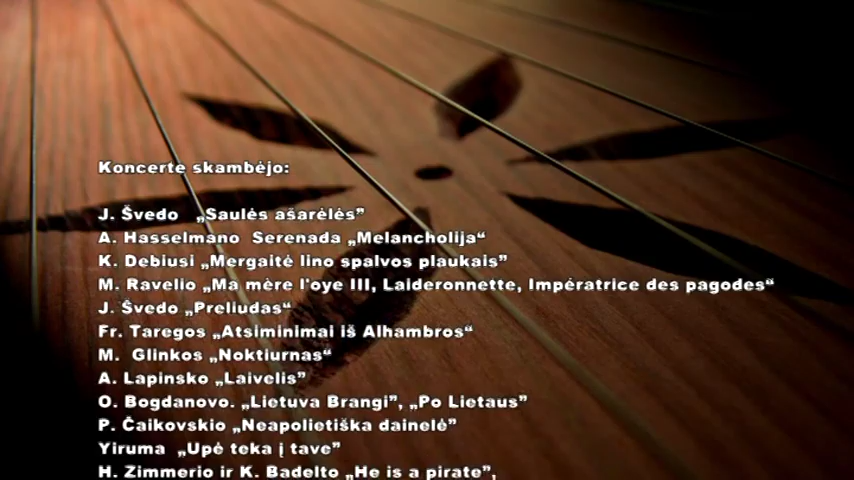 Koncerte skambėjo:
J. Švedo „Saulės ašarėlės”
A. Hasselmano Serenada „Melancholija“
K. Debiusi „Mergaitė lino spalvos plaukais”
M. Ravelio „Ma mère l'oye III, Laideronnette, Impératrice des pagodes“
J. Švedo „Preliudas“
Fr. Taregos „Atsiminimai iš Alhambros“
M. Glinkos „Noktiurnas“
A. Lapinsko „Laivelis”
O. Bogdanovo. „Lietuva Brangi”, „Po Lietaus”
P. Čaikovskio „Neapolietiška dainelė”
Yiruma „Upė teka į tave”
H. Zimmerio ir K. Badelto „He is a pirate”,